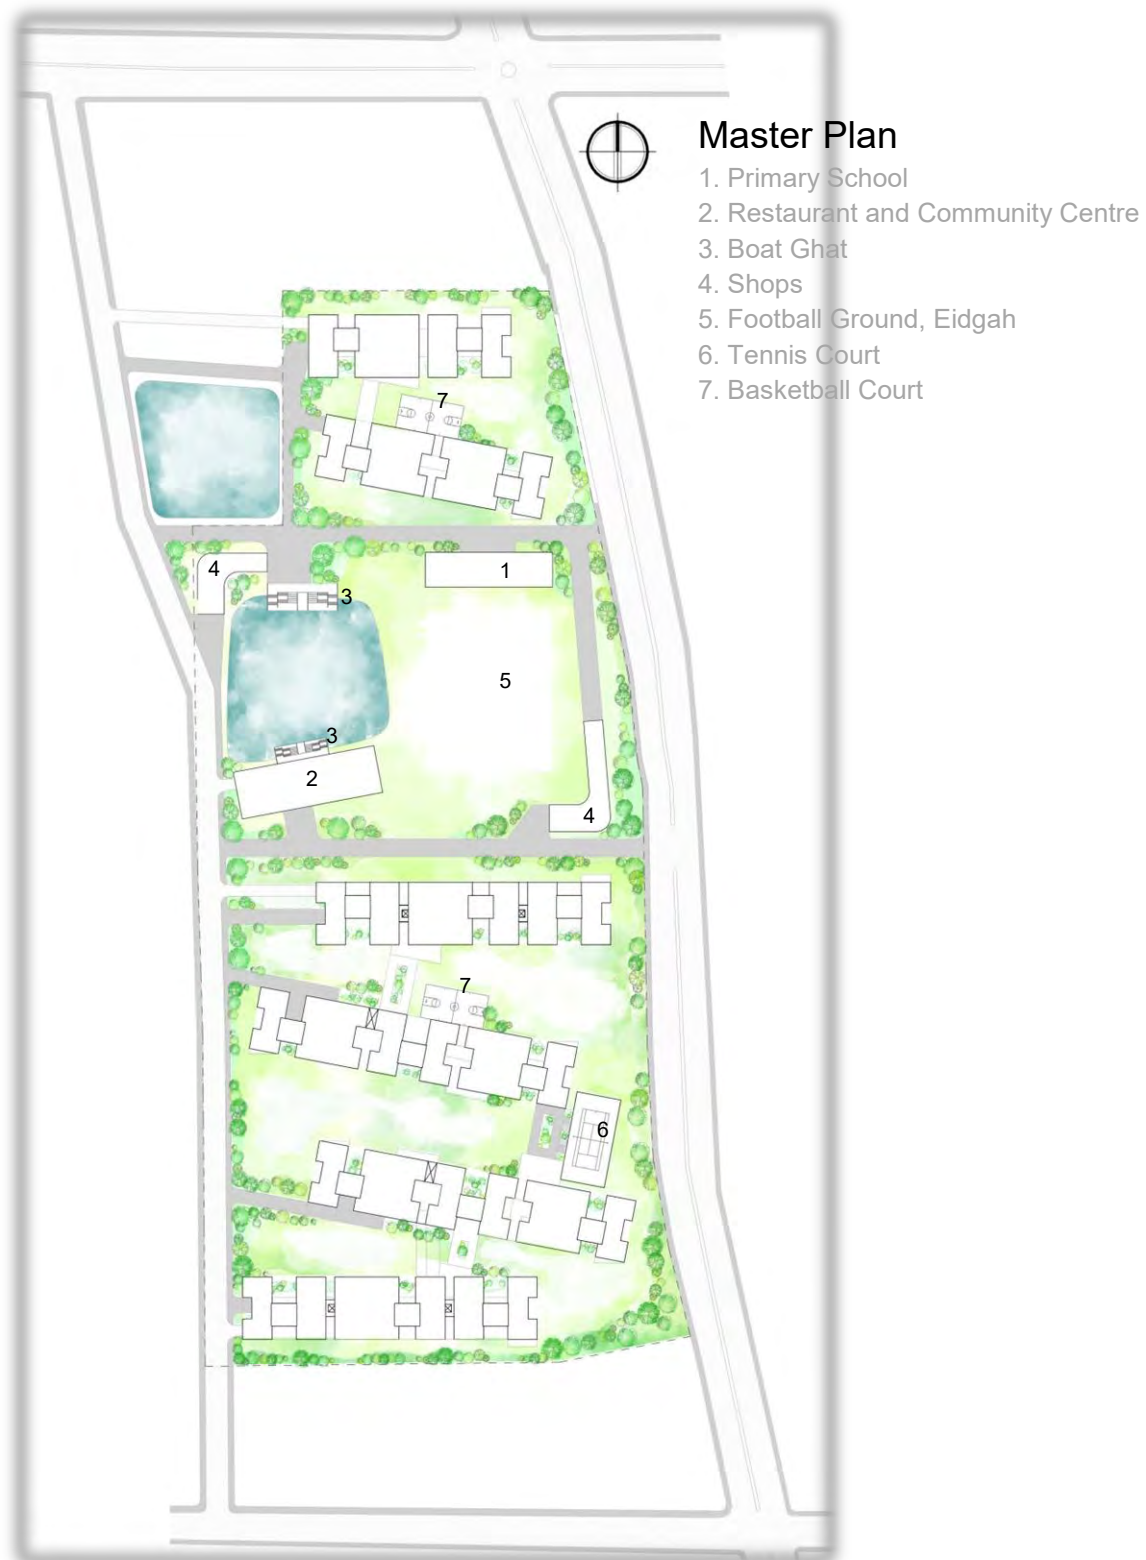 Master Plan
1. Primary School
2. Restaurant and Community Centre
3. Boat Ghat
4. Shops
5. Football Ground, Eidgah
6. Tennis Court
7. Basketball Court
7
1
4
3
5
3
2
4
7
6